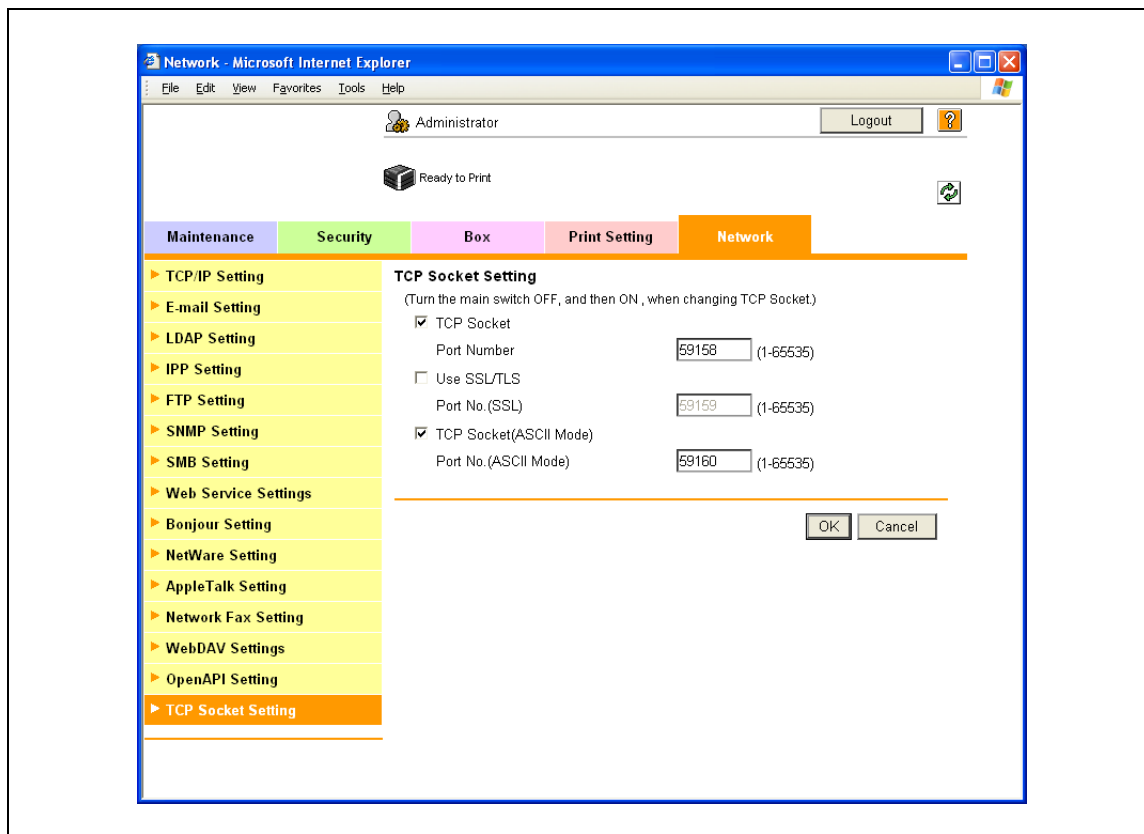 Network - Microsoft Internet Explorer
File Edit View Favorites Tools Help
Administrator
Logout
?
Ready to Print
Maintenance Security Box Print Setting Network
TCP/IP Setting
E-mail Setting
LDAP Setting
IPP Setting
FTP Setting
SNMP Setting
SMB Setting
Web Service Settings
Bonjour Setting
NetWare Setting
AppleTalk Setting
Network Fax Setting
WebDAV Settings
OpenAPI Setting
TCP Socket Setting
TCP Socket Setting
(Turn the main switch OFF, and then ON , when changing TCP Socket.)
TCP Socket
Port Number 59158 (1-65535)
Use SSL/TLS
Port No.(SSL) 59159 (1-65535)
TCP Socket(ASCII Mode)
Port No.(ASCII Mode) 59160 (1-65535)
OK Cancel